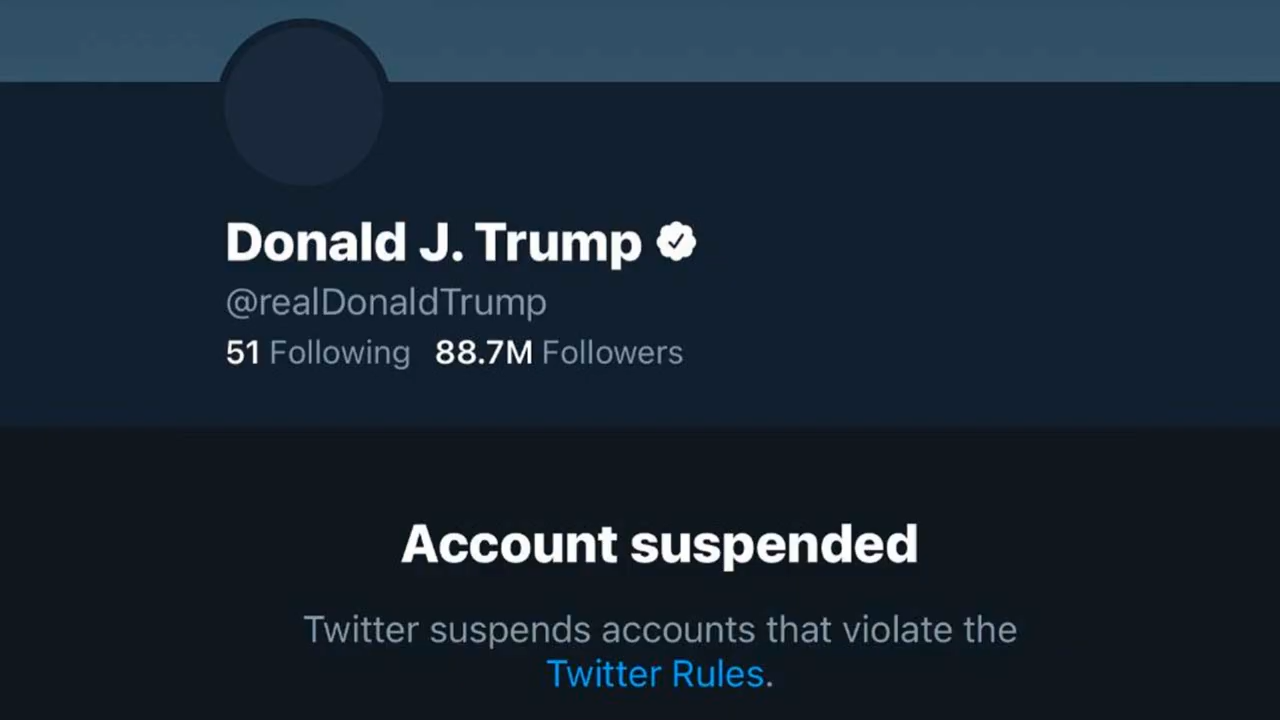 Donald J. Trump
@realDonaldTrump
51 Following 88.7M Followers
Account suspended
Twitter suspends accounts that violate the
Twitter Rules.